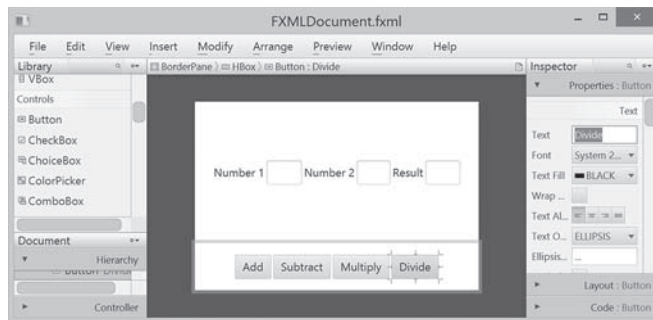 FXMLDocument.fxml
File Edit View Insert Modify Arrange Preview Window Help
Library
BorderPane HBox Button : Divide
Inspector
VBox
Controls
Button
CheckBox
ChoiceBox
ColorPicker
ComboBox
Document
Hierarchy
Controller
Number 1 Number 2 Result
Add Subtract Multiply Divide
Properties : Button
Text
Text Divide
Font System 2...
Text Fill BLACK
Wrap ...
Text Al...
Text O... ELLIPSIS
Ellipsis... ...
Layout : Button
Code : Button